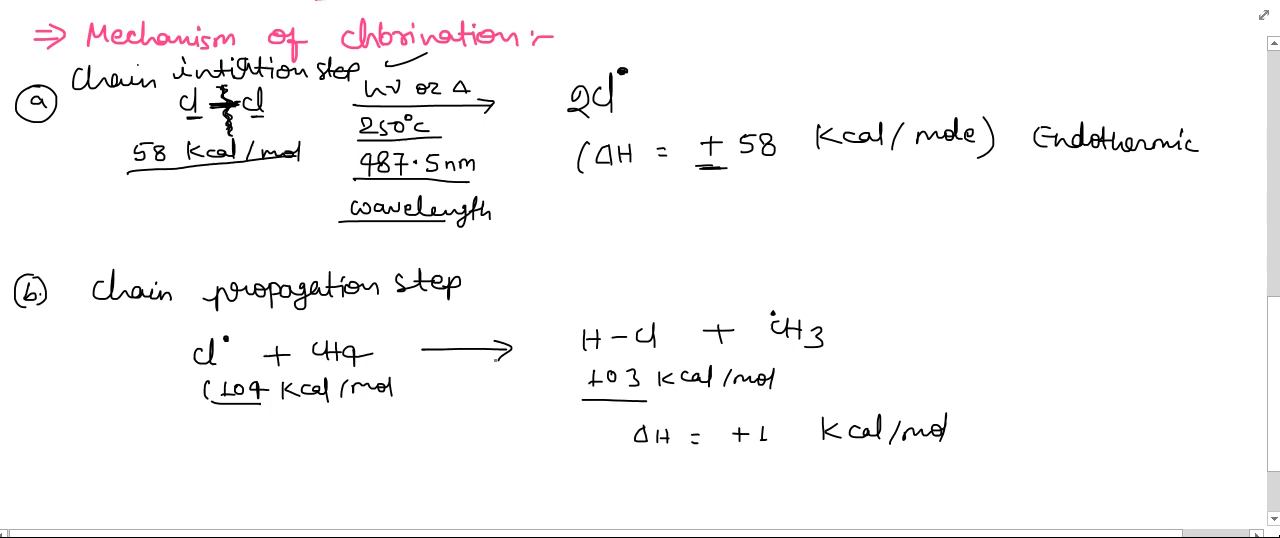 ⇒ Mechanism of chlorination :-
(a) chain intiation step ✓
cl - cl hν or Δ → 2cl•
58 Kcal/mol 250°c (ΔH = + 58 Kcal/mole) Endothermic
487.5nm
wavelength
(b.) chain propagation step
cl• + CH4 → H-cl + •CH3
(104 Kcal/mol 103 Kcal/mol
ΔH = +1 Kcal/mol